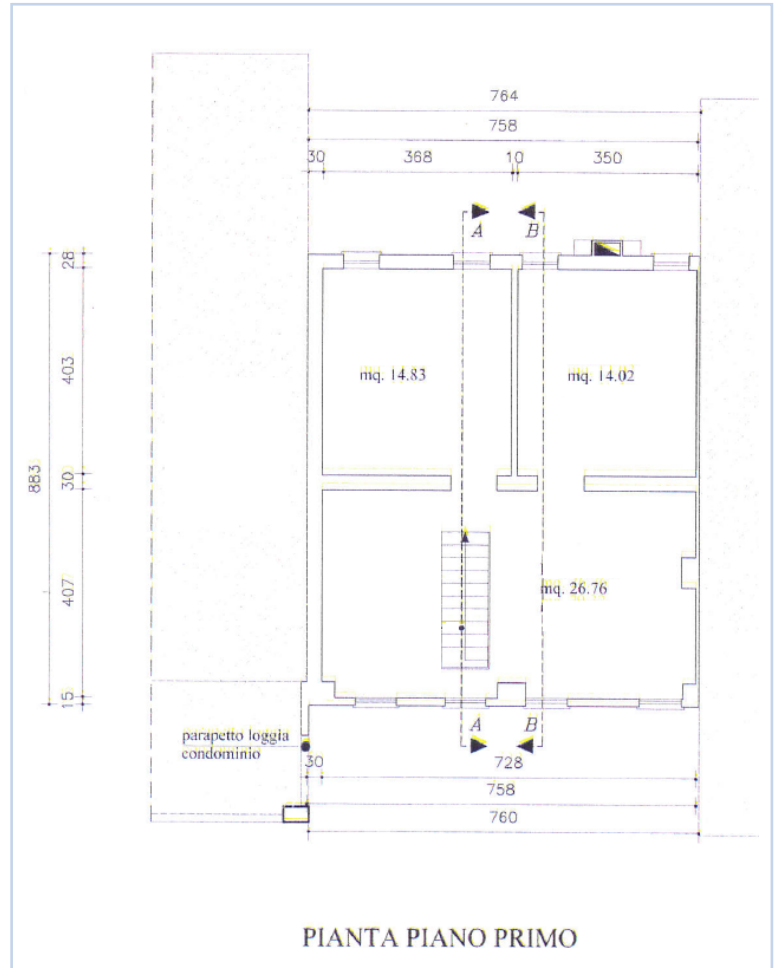 764
758
30 368 10 350
A B
28
403
mq. 14.83 mq. 14.02
883
30
407
mq. 26.76
15
parapetto loggia
condominio
A B
30 728
758
760
PIANTA PIANO PRIMO